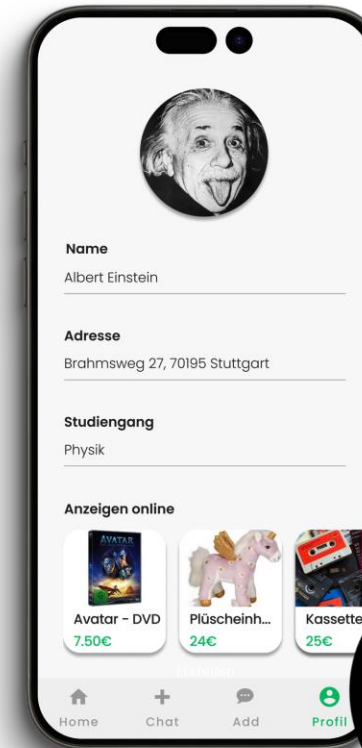 Name
Albert Einstein
Adresse
Brahmsweg 27, 70195 Stuttgart
Studiengang
Physik
Anzeigen online
AVATAR
Avatar - DVD
Plüscheinh...
Kassette
7.50€
24€
25€
Home
Chat
Add
Profil